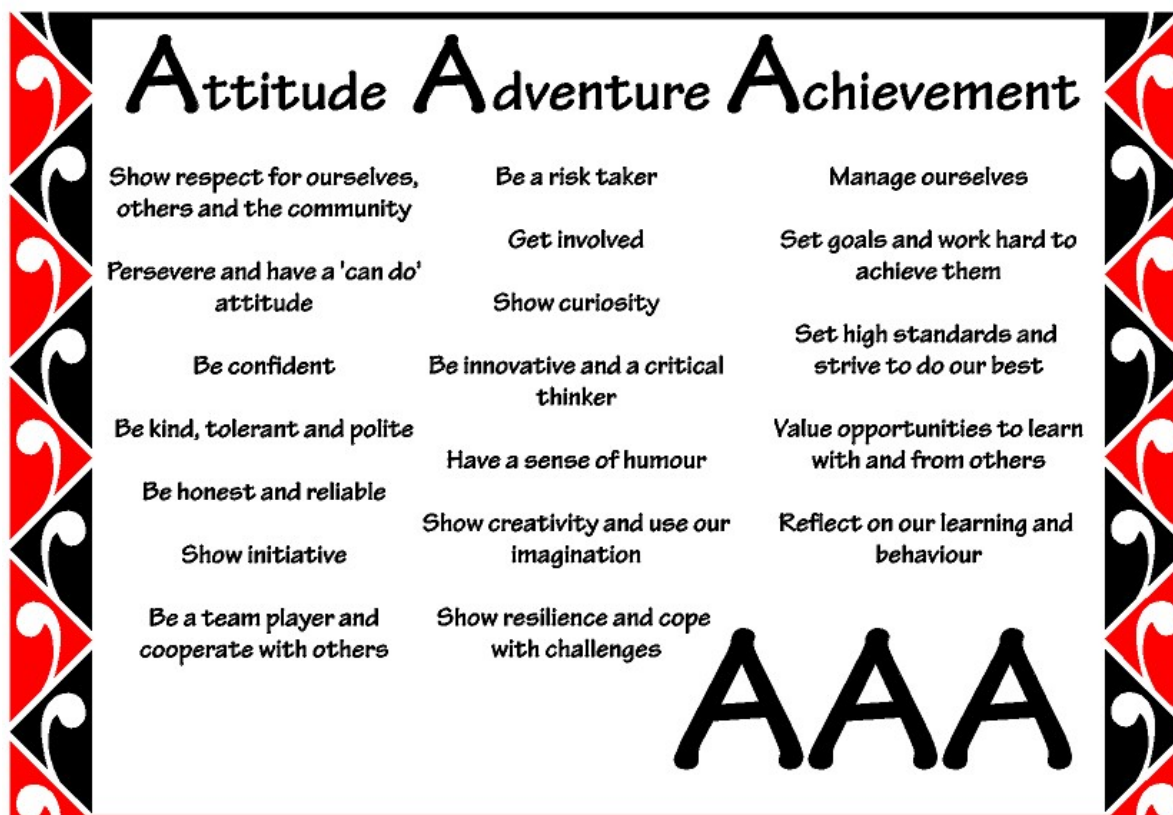 Attitude Adventure Achievement
Show respect for ourselves,
others and the community
Persevere and have a 'can do'
attitude
Be confident
Be kind, tolerant and polite
Be honest and reliable
Show initiative
Be a team player and
cooperate with others
Be a risk taker
Get involved
Show curiosity
Be innovative and a critical
thinker
Have a sense of humour
Show creativity and use our
imagination
Show resilience and cope
with challenges
Manage ourselves
Set goals and work hard to
achieve them
Set high standards and
strive to do our best
Value opportunities to learn
with and from others
Reflect on our learning and
behaviour
AAA